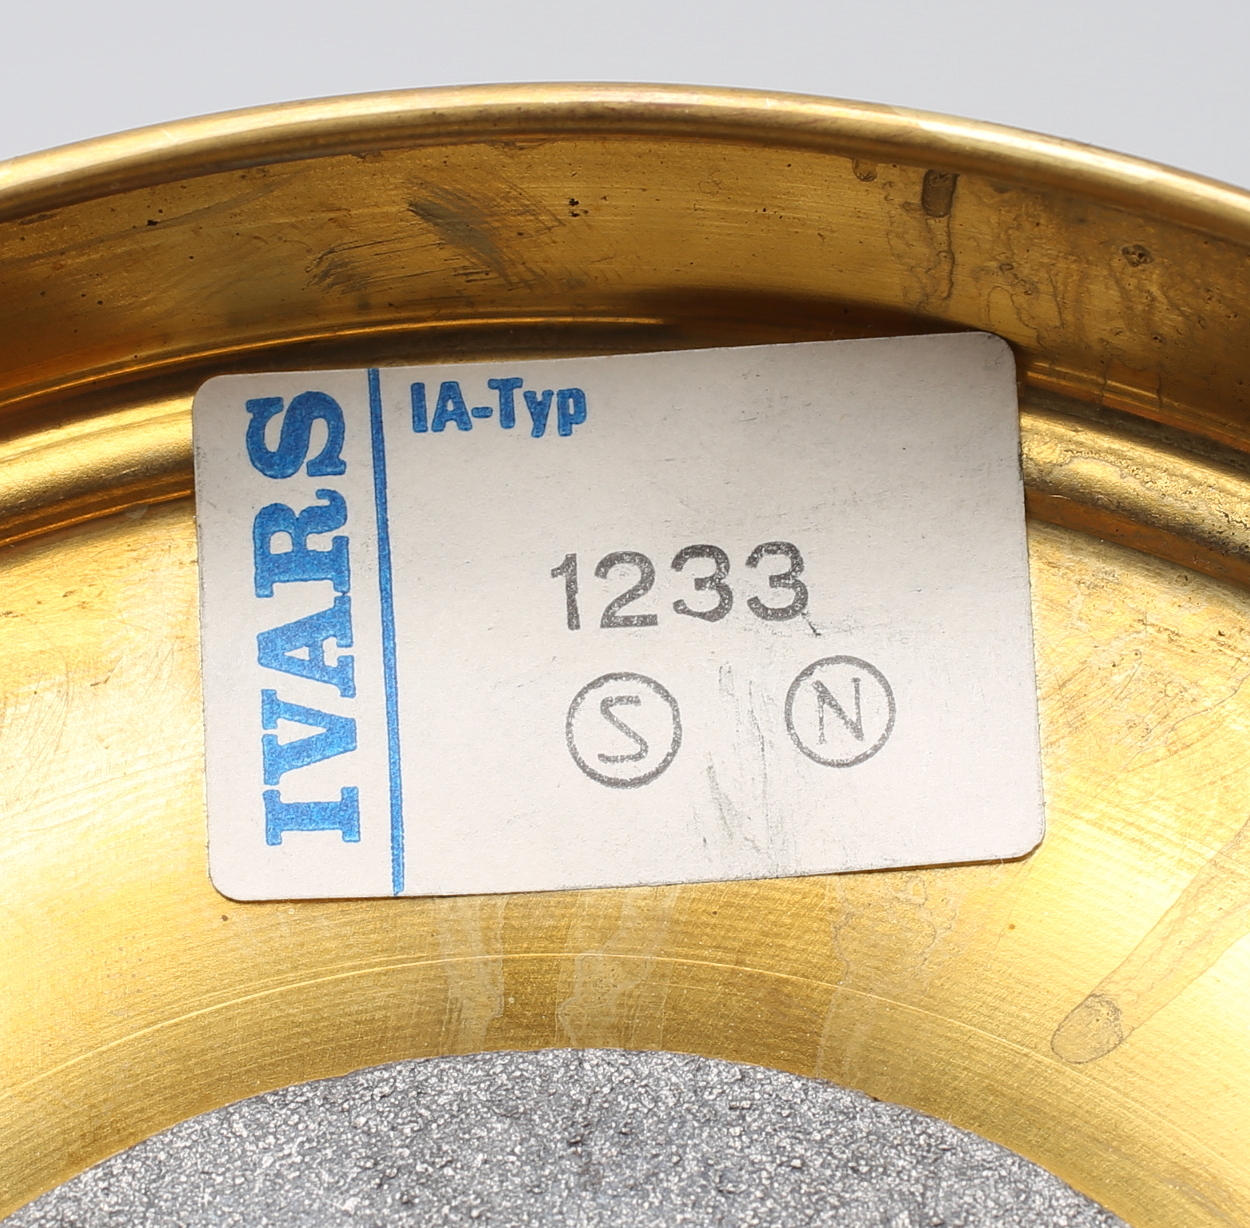 IVARS
IA-Typ
1233
S N